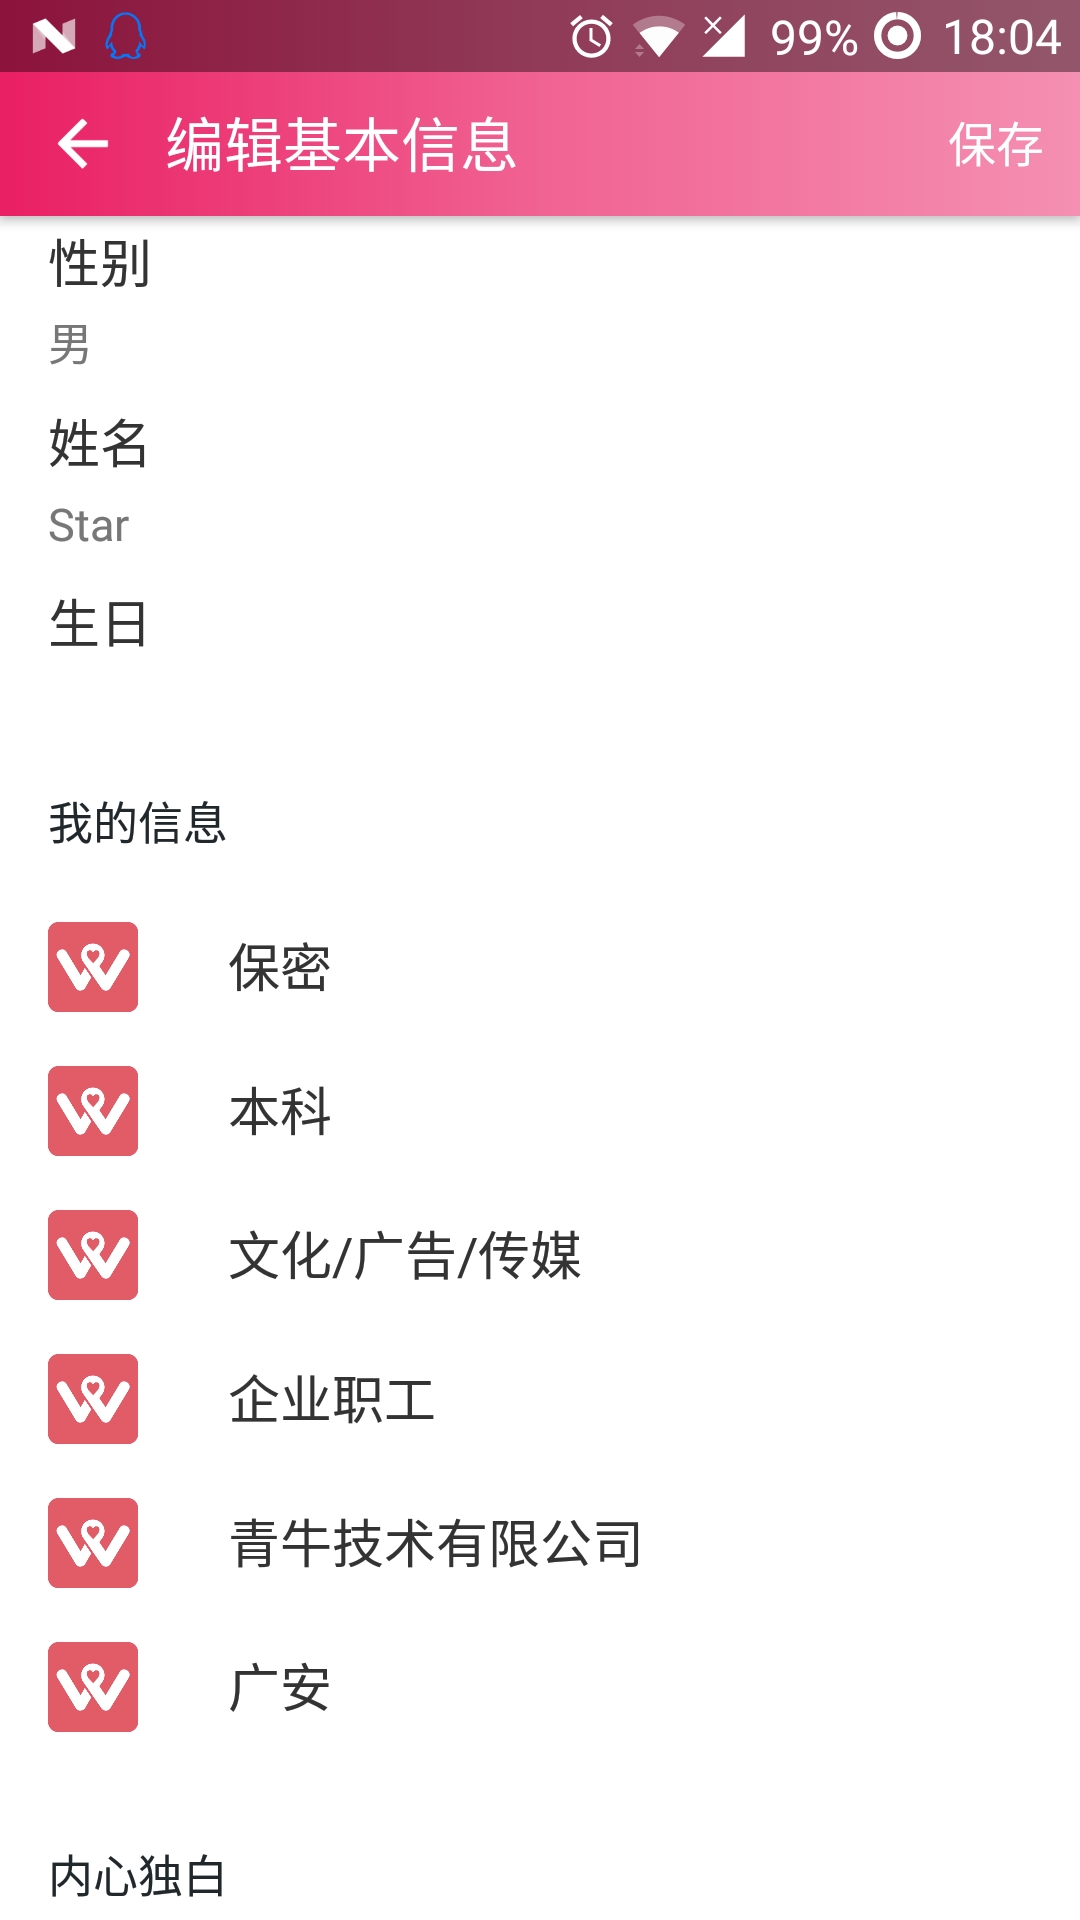 99% 18:04
编辑基本信息 保存
性别
男
姓名
Star
生日
我的信息
保密
本科
文化/广告/传媒
企业职工
青牛技术有限公司
广安
内心独白